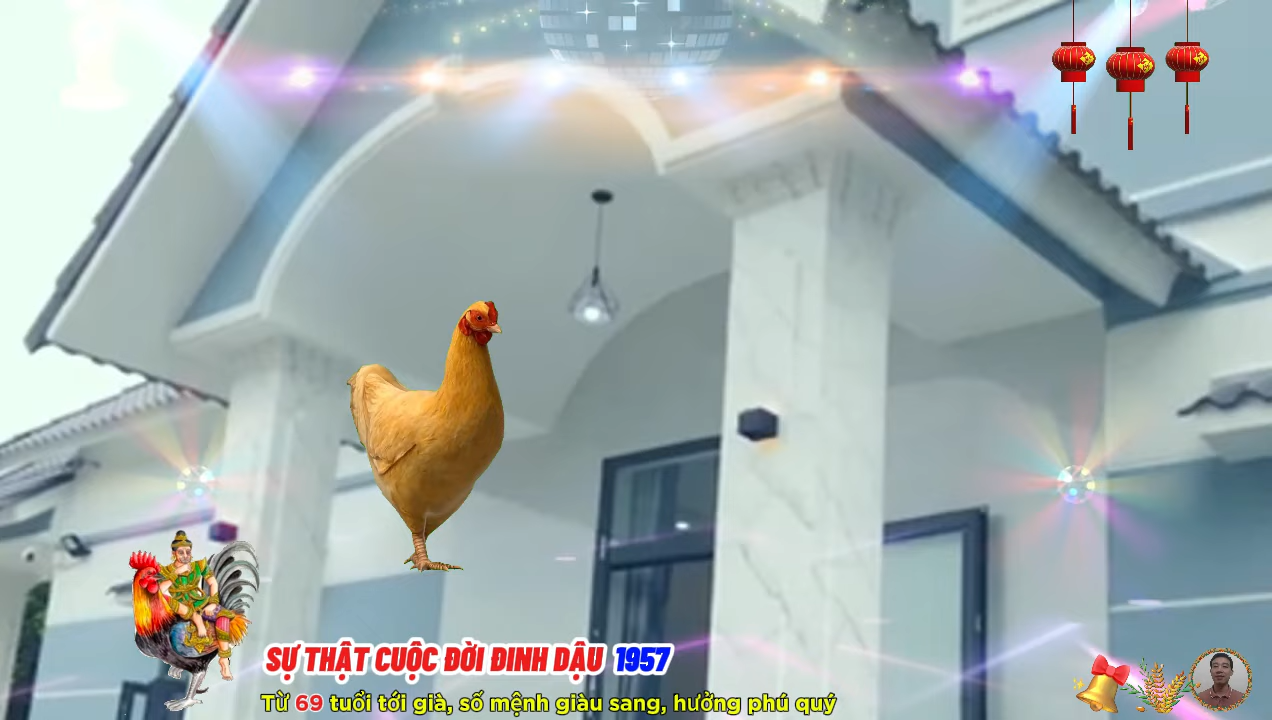 SỰ THẬT CUỘC ĐỜI ĐINH DẬU 1957
Từ 69 tuổi tới già, số mệnh giàu sang, hưởng phú quý